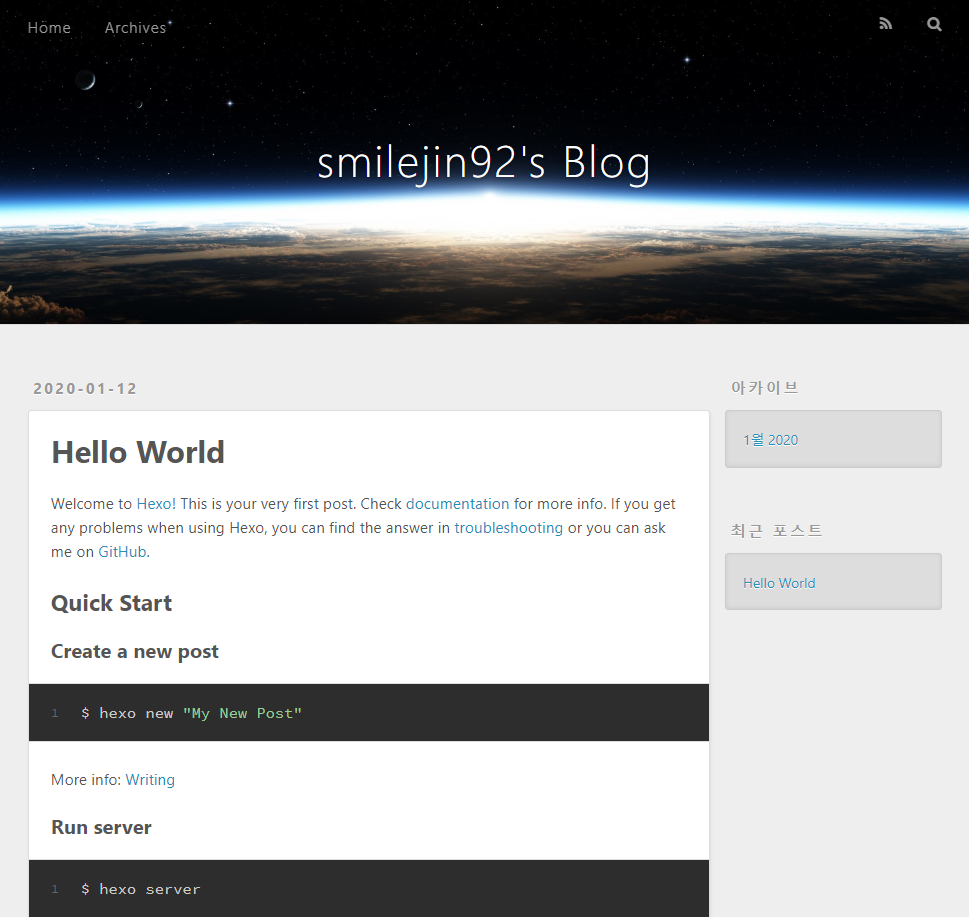 Home Archives
smilejin92's Blog
2020-01-12
Hello World
Welcome to Hexo! This is your very first post. Check documentation for more info. If you get
any problems when using Hexo, you can find the answer in troubleshooting or you can ask
me on GitHub.
Quick Start
Create a new post
1 $ hexo new "My New Post"
More info: Writing
Run server
1 $ hexo server
아카이브
1월 2020
최근 포스트
Hello World